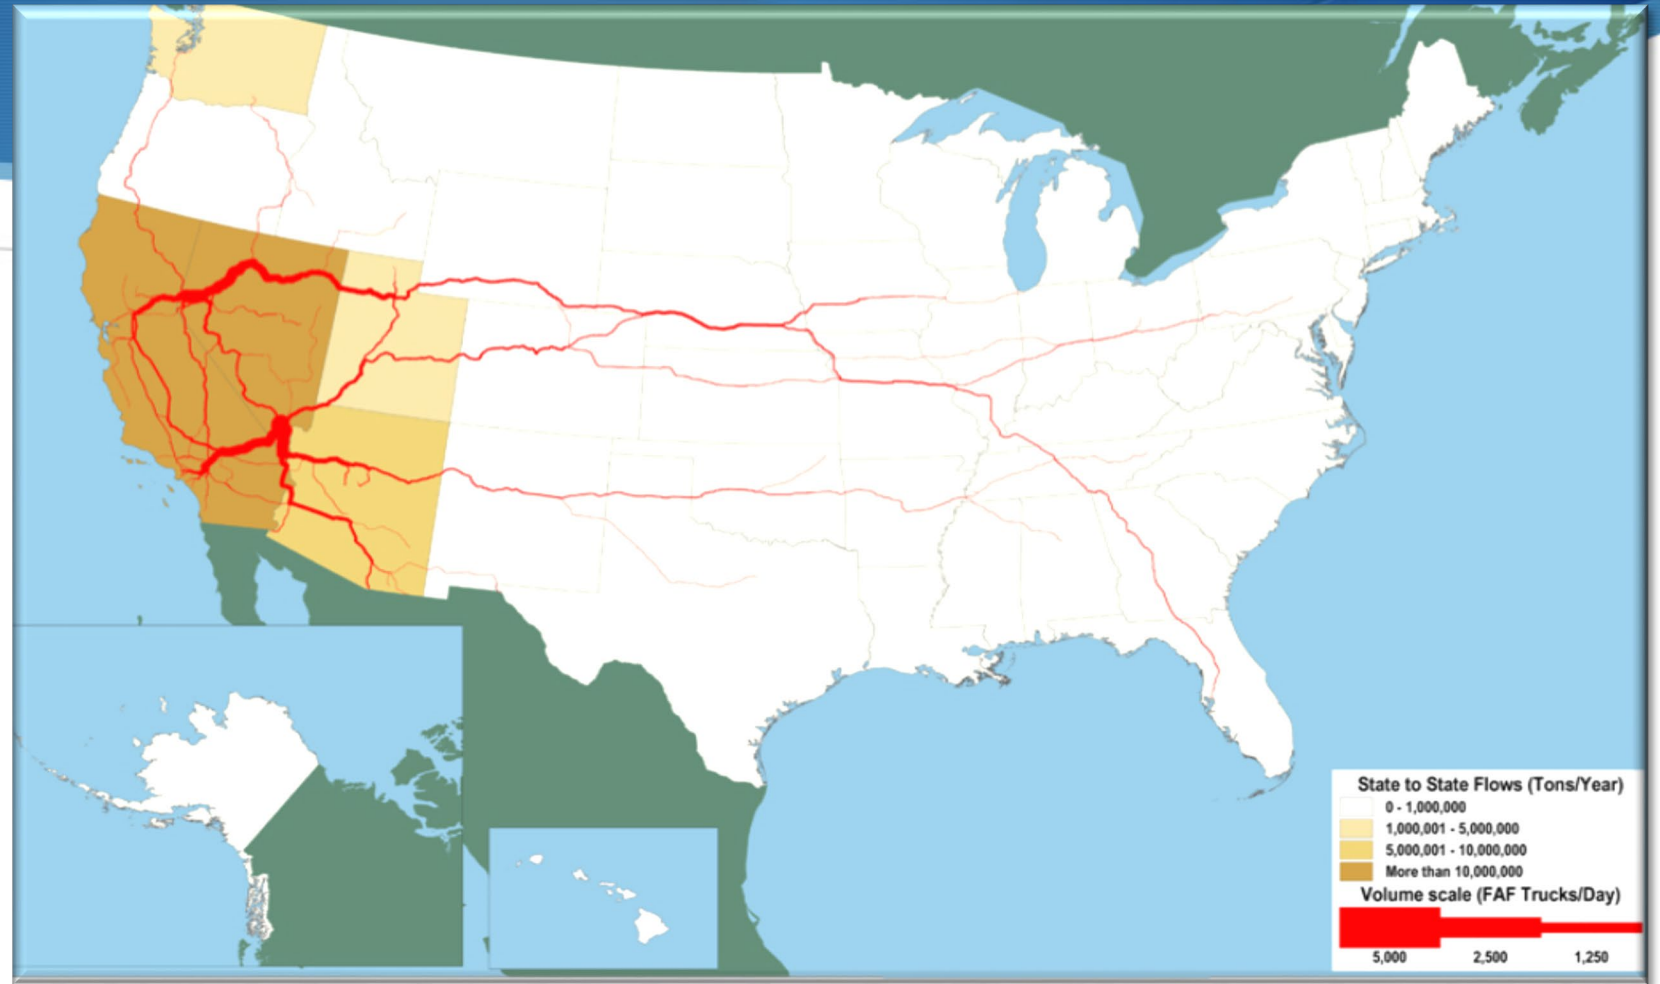 State to State Flows (Tons/Year)
0 - 1,000,000
1,000,001 - 5,000,000
5,000,001 - 10,000,000
More than 10,000,000
Volume scale (FAF Trucks/Day)
5,000 2,500 1,250